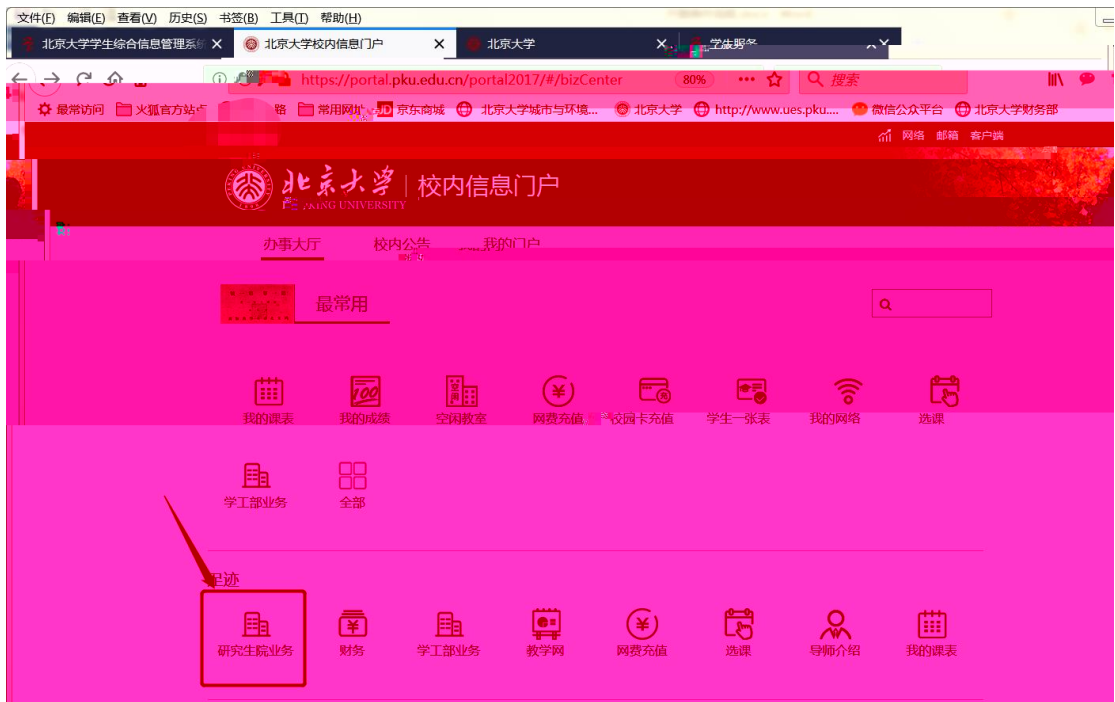 文件(F) 编辑(E) 查看(V) 历史(S) 书签(B) 工具(T) 帮助(H)
北京大学学生综合信息管理系统 北京大学校内信息门户 北京大学
https://portal.pku.edu.cn/portal2017/#/bizCenter 80% 搜索
最常访问 火狐官方站点 常用网址 JD 京东商城 北京大学城市与环境... 北京大学 http://www.ues.pku.... 微信公众平台 北京大学财务部
网络 邮箱 客户端
北京大学 校内信息门户
PEKING UNIVERSITY
办事大厅 校内公告 我的门户
最常用
我的课表 我的成绩 空闲教室 网费充值 校园卡充值 学生一张表 我的网络 选课
学工部业务 全部
足迹
研究生院业务 财务 学工部业务 教学网 网费充值 选课 导师介绍 我的课表